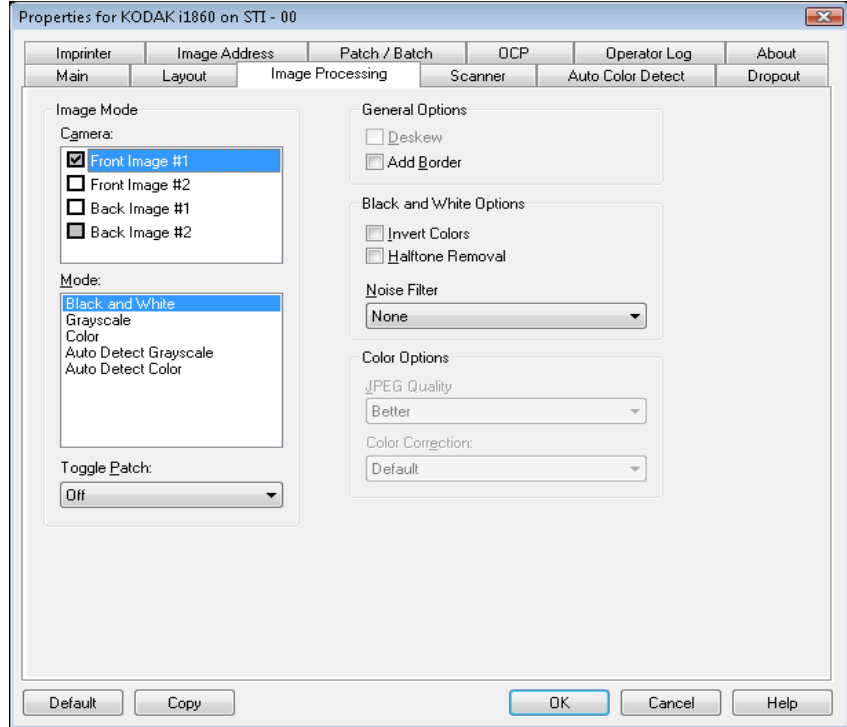 Properties for KODAK i1860 on STI - 00
Imprinter Image Address Patch / Batch OCP Operator Log About
Main Layout Image Processing Scanner Auto Color Detect Dropout
Image Mode
Camera:
Front Image #1
Front Image #2
Back Image #1
Back Image #2
Mode:
Black and White
Grayscale
Color
Auto Detect Grayscale
Auto Detect Color
Toggle Patch:
Off
General Options
Deskew
Add Border
Black and White Options
Invert Colors
Halftone Removal
Noise Filter
None
Color Options
JPEG Quality
Better
Color Correction:
Default
Default Copy OK Cancel Help